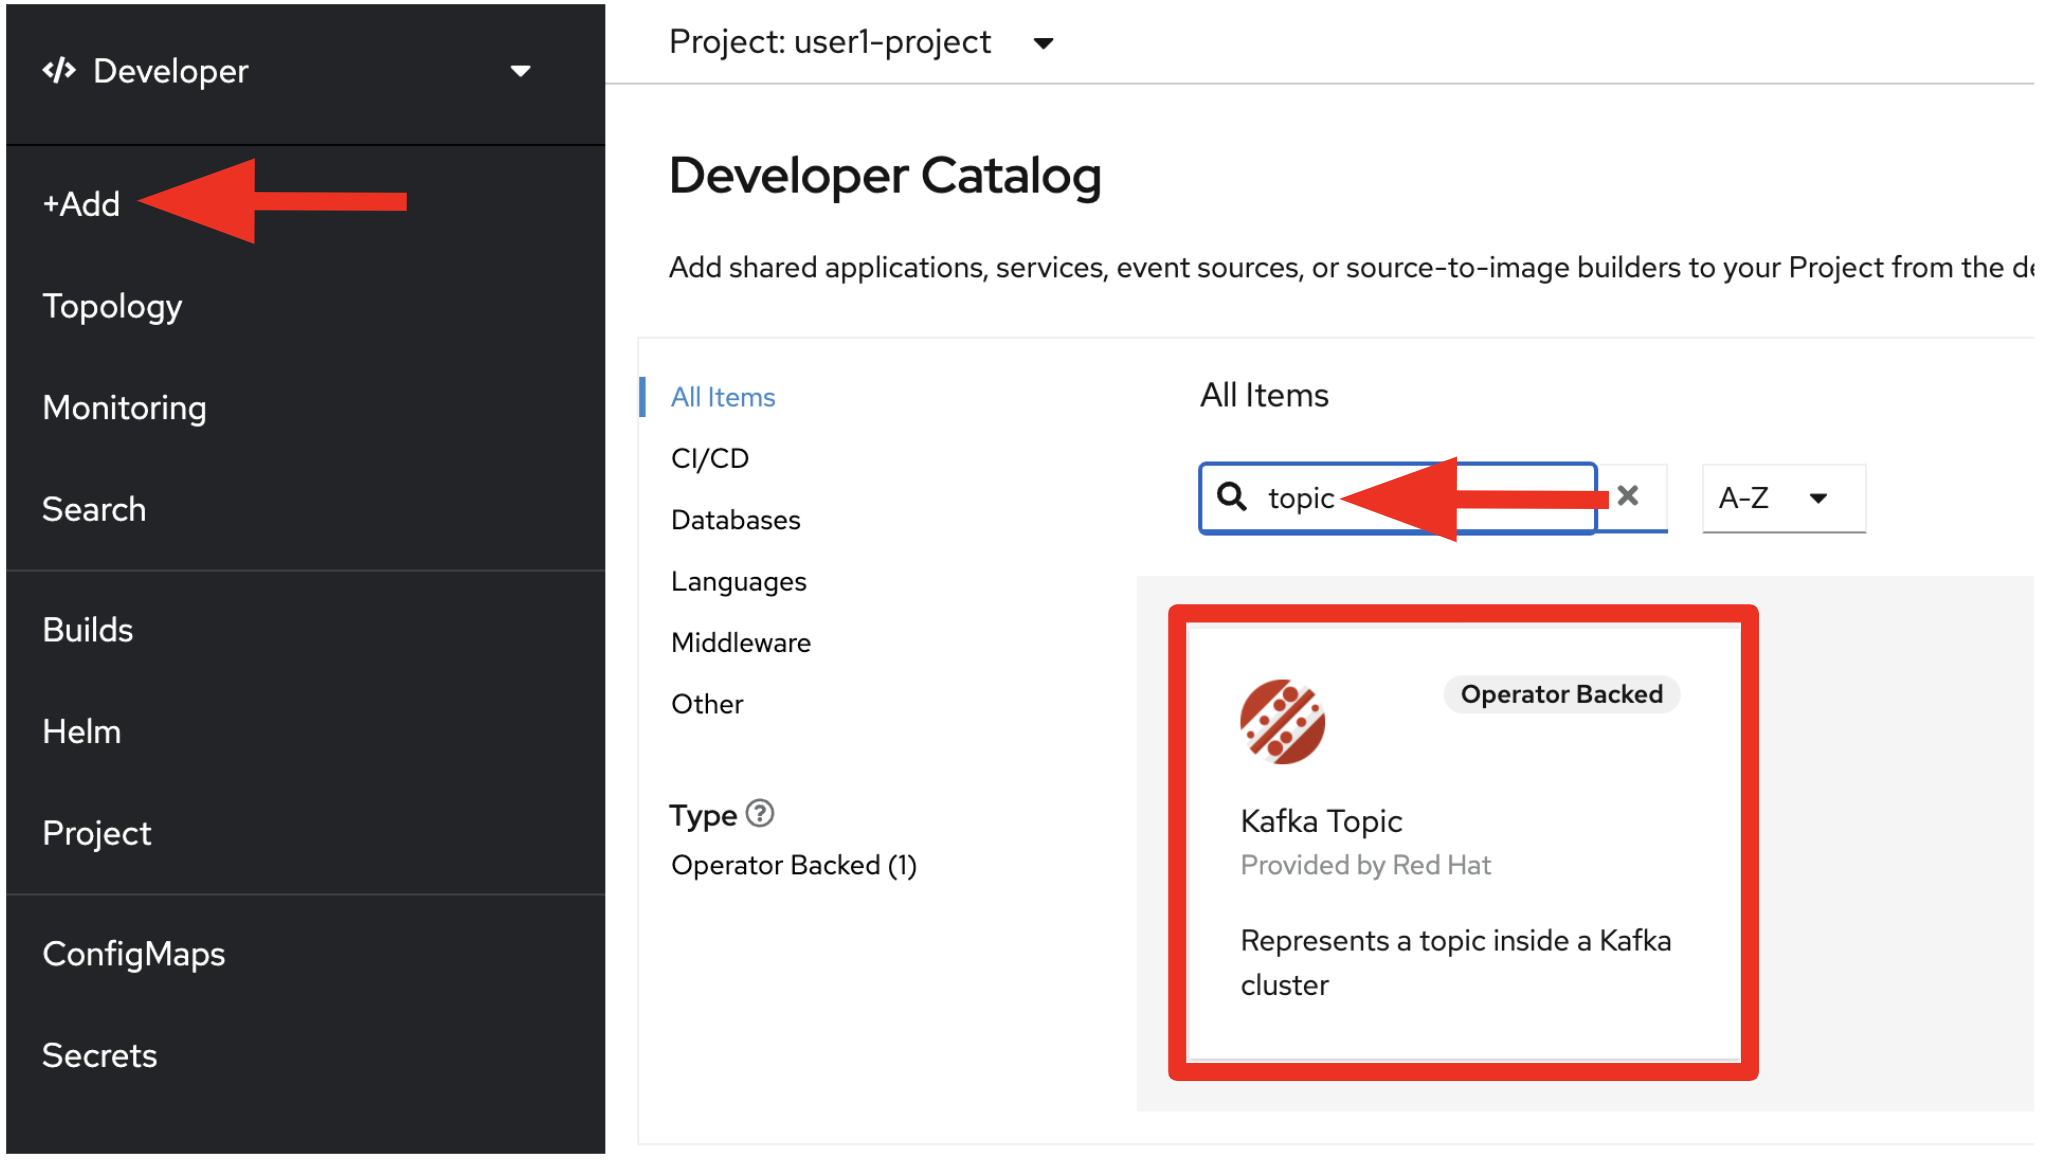 Developer
+Add
Topology
Monitoring
Search
Builds
Helm
Project
ConfigMaps
Secrets
Project: user1-project
Developer Catalog
Add shared applications, services, event sources, or source-to-image builders to your Project from the
All Items
CI/CD
Databases
Languages
Middleware
Other
Type
Operator Backed (1)
All Items
topic
A-Z
Operator Backed
Kafka Topic
Provided by Red Hat
Represents a topic inside a Kafka
cluster